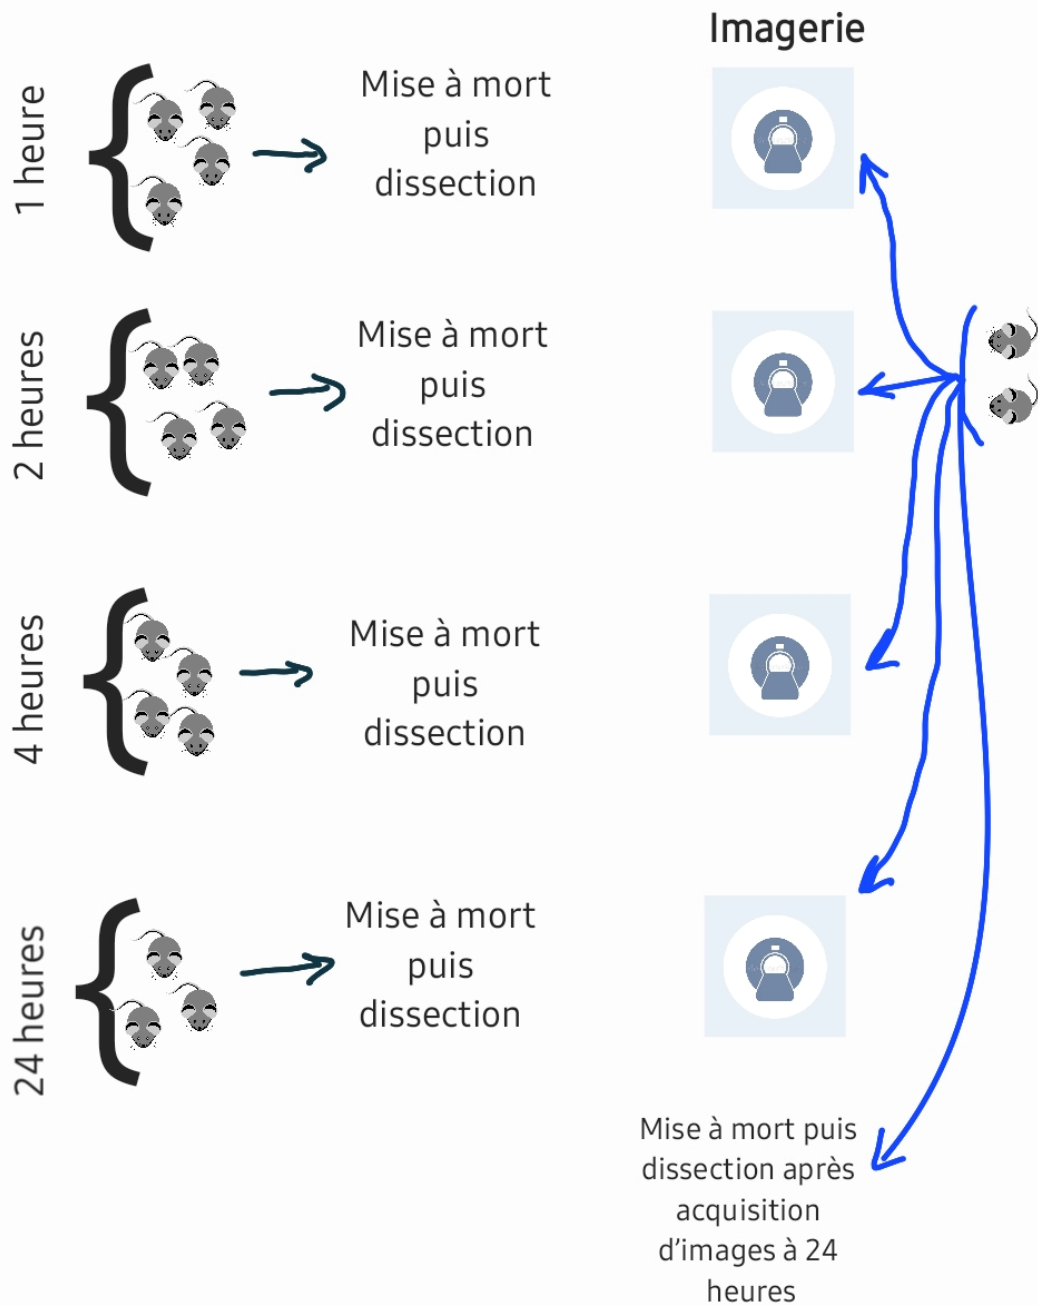 Imagerie
1 heure
Mise à mort
puis
dissection
2 heures
Mise à mort
puis
dissection
4 heures
Mise à mort
puis
dissection
24 heures
Mise à mort
puis
dissection
Mise à mort puis
dissection après
acquisition
d'images à 24
heures